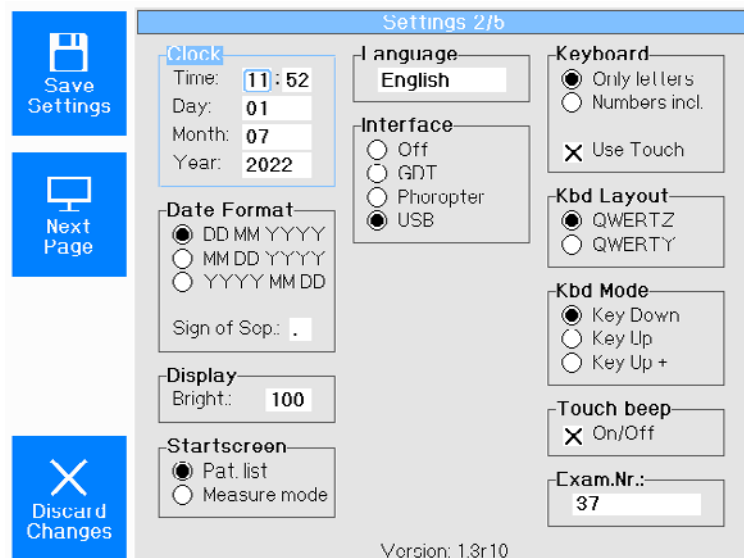 Settings 2/5
Save
Settings
Next
Page
Discard
Changes
Clock
Time: 11 : 52
Day: 01
Month: 07
Year: 2022
Date Format
DD MM YYYY
MM DD YYYY
YYYY MM DD
Sign of Sep.: .
Display
Bright.: 100
Startscreen
Pat. list
Measure mode
Language
English
Interface
Off
GDT
Phoropter
USB
Keyboard
Only letters
Numbers incl.
Use Touch
Kbd Layout
QWERTZ
QWERTY
Kbd Mode
Key Down
Key Up
Key Up +
Touch beep
On/Off
Exam.Nr.:
37
Version: 1.3r10